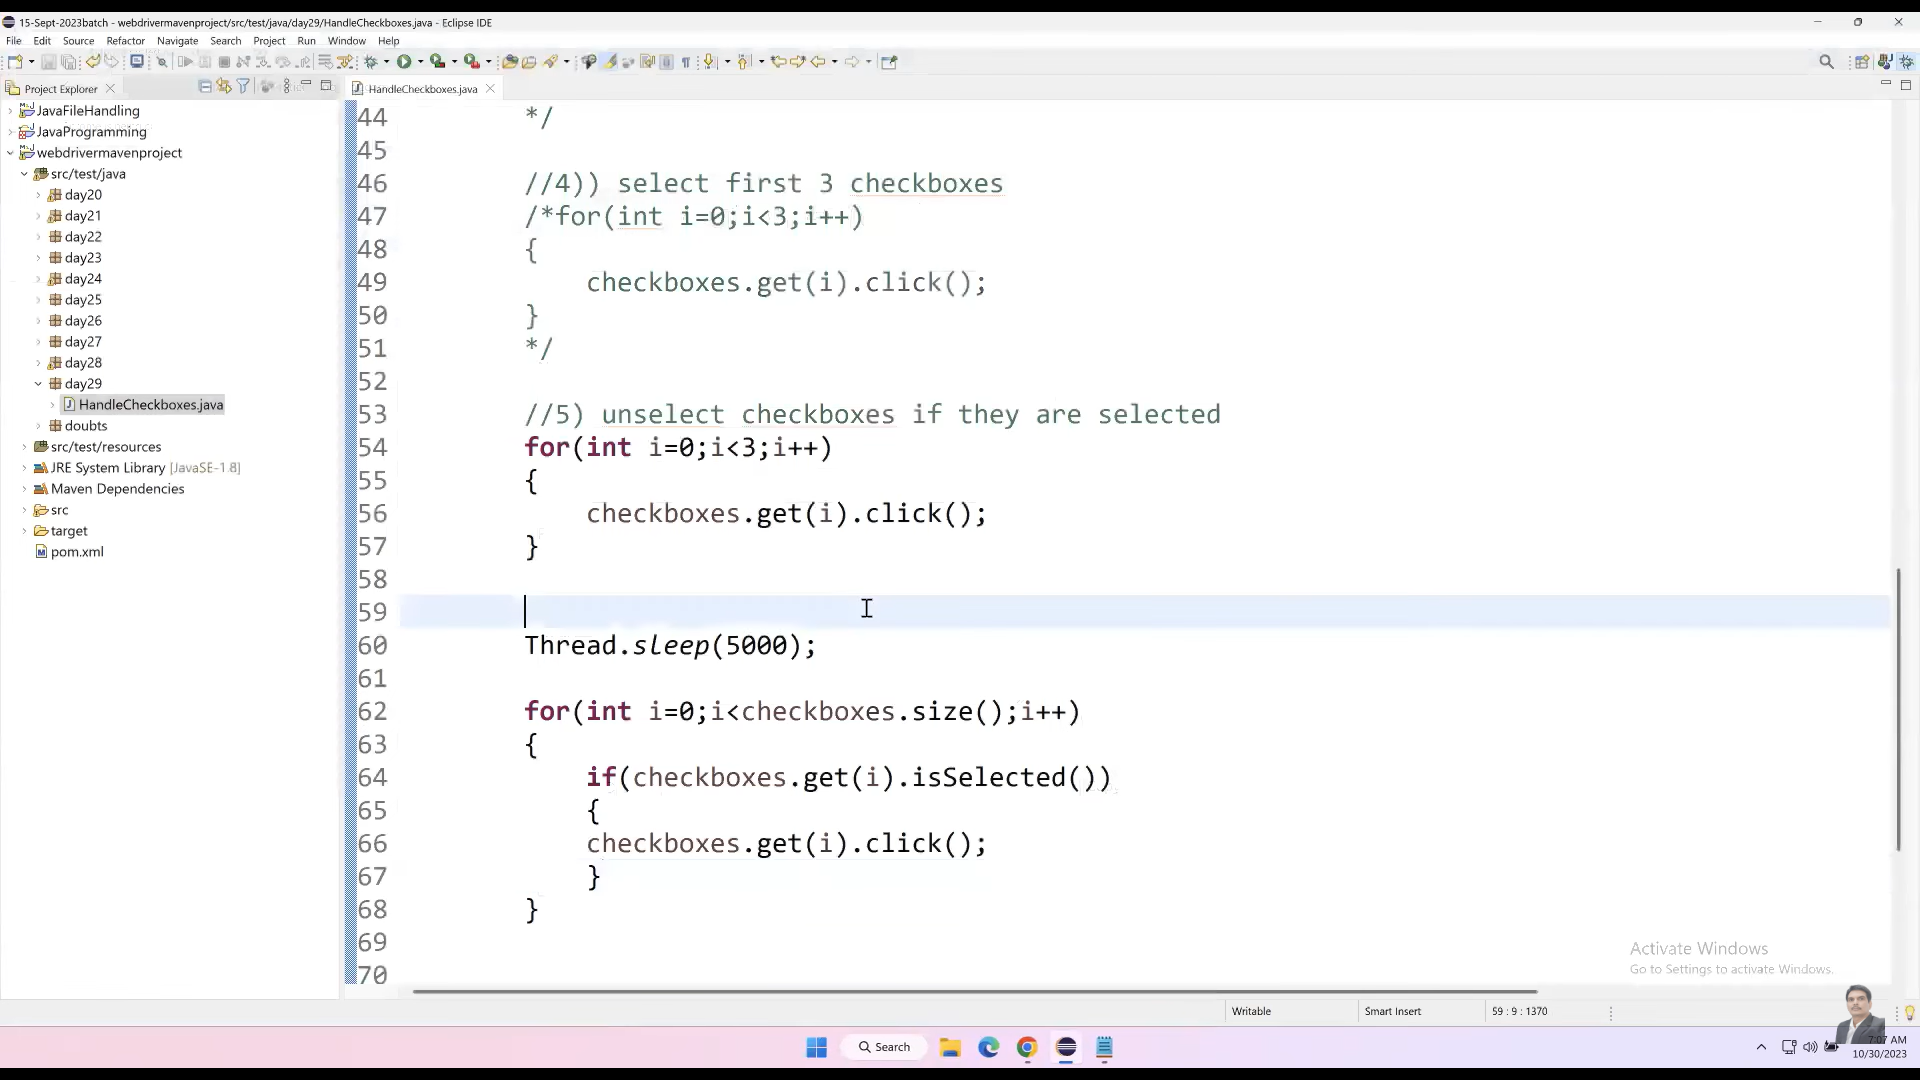 15-Sept-2023batch - webdrivermavenproject/src/test/java/day29/HandleCheckboxes.java - Eclipse IDE
File Edit Source Refactor Navigate Search Project Run Window Help
Project Explorer
HandleCheckboxes.java
JavaFileHandling
JavaProgramming
webdrivermavenproject
src/test/java
day20
day21
day22
day23
day24
day25
day26
day27
day28
day29
HandleCheckboxes.java
doubts
src/test/resources
JRE System Library [JavaSE-1.8]
Maven Dependencies
src
target
pom.xml
44 */
45
46 //4)) select first 3 checkboxes
47 /*for(int i=0;i<3;i++)
48 {
49 checkboxes.get(i).click();
50 }
51 */
52
53 //5) unselect checkboxes if they are selected
54 for(int i=0;i<3;i++)
55 {
56 checkboxes.get(i).click();
57 }
58
59
60 Thread.sleep(5000);
61
62 for(int i=0;i<checkboxes.size();i++)
63 {
64 if(checkboxes.get(i).isSelected())
65 {
66 checkboxes.get(i).click();
67 }
68 }
69
70
Activate Windows
Go to Settings to activate Windows.
Writable
Smart Insert
59 : 9 : 1370
Search
7:07 AM
10/30/2023